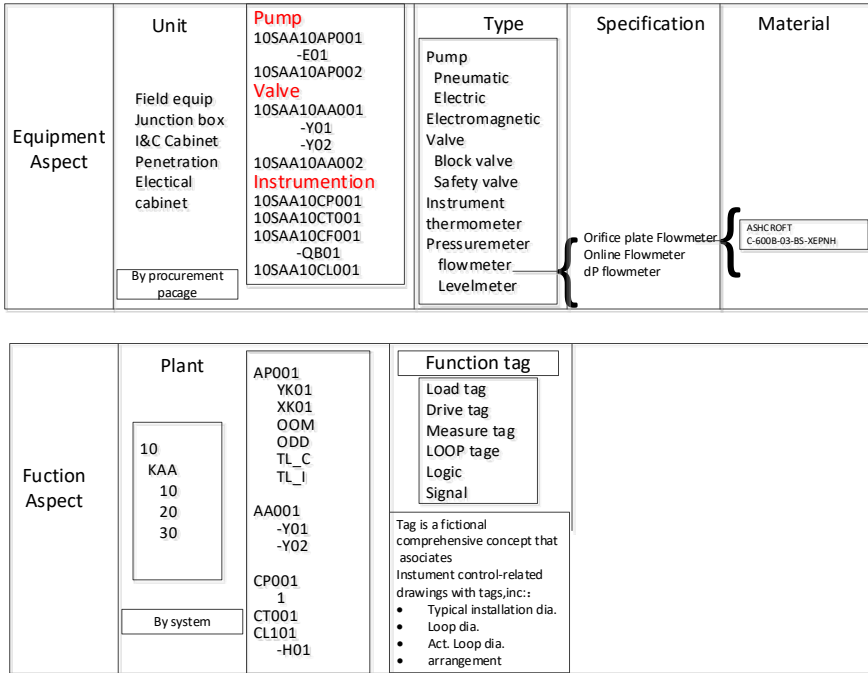 Equipment
Aspect
Unit
Field equip
Junction box
I&C Cabinet
Penetration
Electical
cabinet
By procurement
pacage
Pump
10SAA10AP001
-E01
10SAA10AP002
Valve
10SAA10AA001
-Y01
-Y02
10SAA10AA002
Instrumention
10SAA10CP001
10SAA10CT001
10SAA10CF001
-QB01
10SAA10CL001
Type
Pump
Pneumatic
Electric
Electromagnetic
Valve
Block valve
Safety valve
Instrument
thermometer
Pressuremeter
flowmeter
Levelmeter
Specification
Orifice plate Flowmeter
Online Flowmeter
dP flowmeter
Material
ASHCROFT
C-600B-03-BS-XEPNH
Fuction
Aspect
Plant
10
KAA
10
20
30
By system
AP001
YK01
XK01
OOM
ODD
TL_C
TL_I
AA001
-Y01
-Y02
CP001
1
CT001
CL101
-H01
Function tag
Load tag
Drive tag
Measure tag
LOOP tage
Logic
Signal
Tag is a fictional
comprehensive concept that
asociates
Instument control-related
drawings with tags,inc::
• Typical installation dia.
• Loop dia.
• Act. Loop dia.
• arrangement